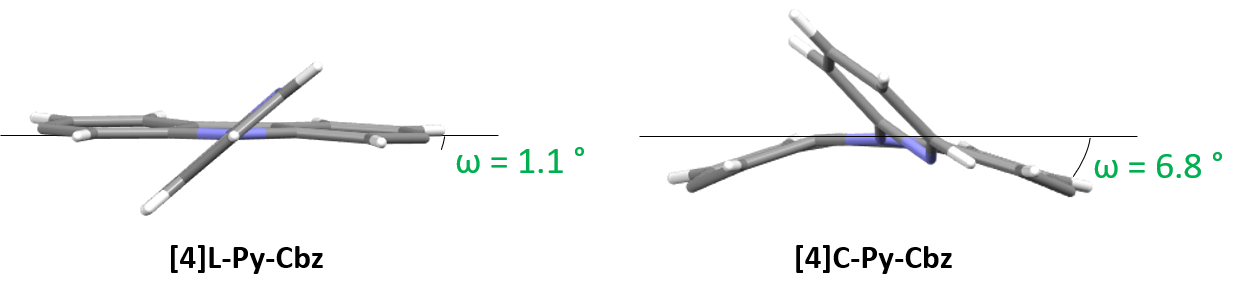 ω = 1.1 °
ω = 6.8 °
[4]L-Py-Cbz
[4]C-Py-Cbz